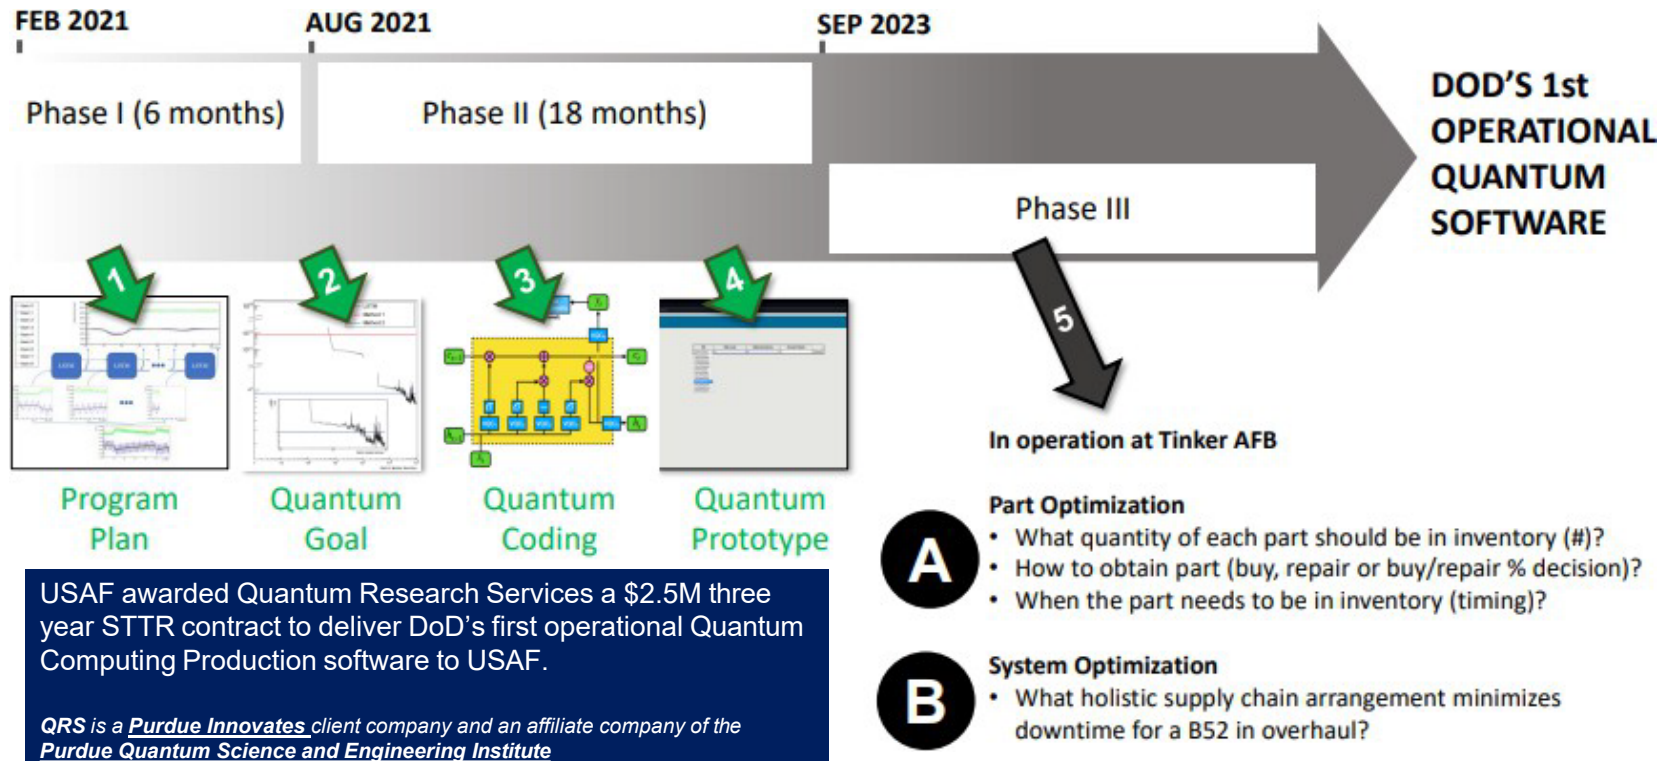 FEB 2021
AUG 2021
SEP 2023
Phase I (6 months)
Phase II (18 months)
Phase III
DOD'S 1st
OPERATIONAL
QUANTUM
SOFTWARE
1
2
3
4
5
LSTM
LSTM
LSTM
Program
Plan
Quantum
Goal
Quantum
Coding
Quantum
Prototype
USAF awarded Quantum Research Services a $2.5M three
year STTR contract to deliver DoD's first operational Quantum
Computing Production software to USAF.
QRS is a Purdue Innovates client company and an affiliate company of the
Purdue Quantum Science and Engineering Institute
In operation at Tinker AFB
A
Part Optimization
• What quantity of each part should be in inventory (#)?
• How to obtain part (buy, repair or buy/repair % decision)?
• When the part needs to be in inventory (timing)?
B
System Optimization
• What holistic supply chain arrangement minimizes
downtime for a B52 in overhaul?